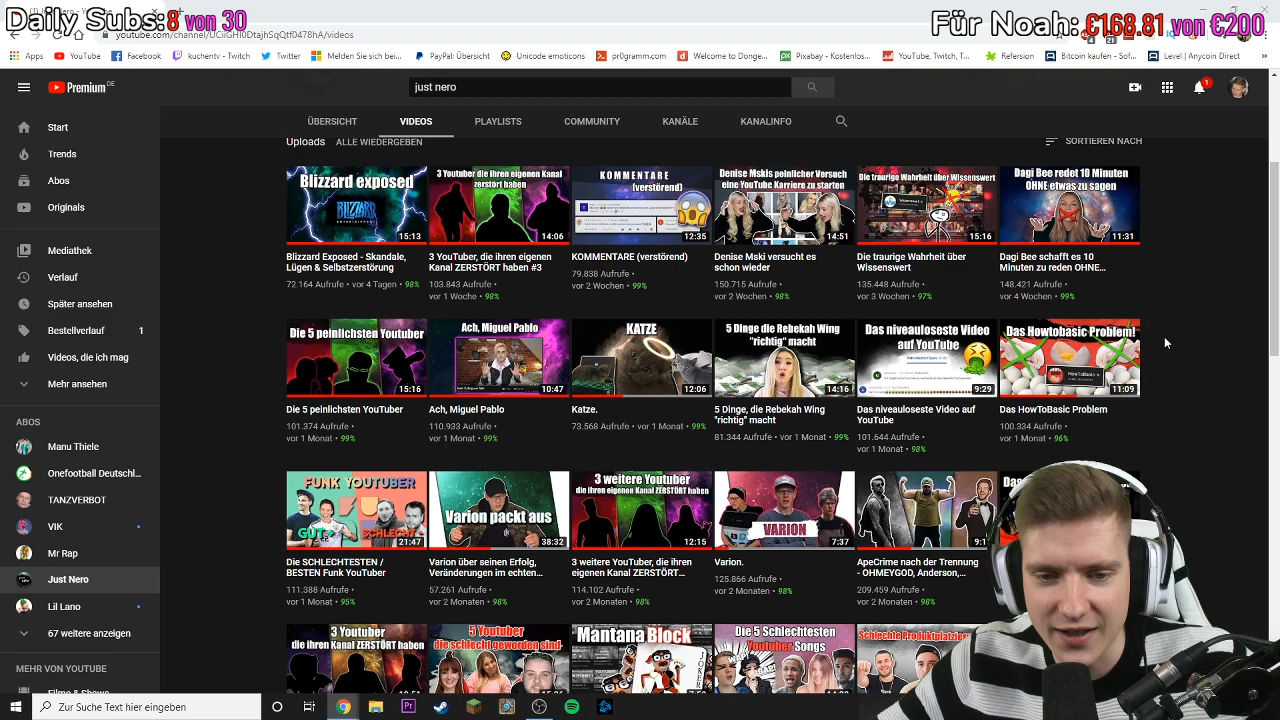 Daily Subs: 8 von 30
Für Noah: €168.81 von €200
youtube.com/channel/
/videos
Apps
YouTube
Facebook
kuchentv - Twitch
Twitter
Melden Sie sich bei...
PayPal: Übersicht
Unicode emoticons
pr0gramm.com
Welcome to Donge...
Pixabay - Kostenlos...
YouTube, Twitch, T...
Refersion
Bitcoin kaufen - Sof...
Level | Anycoin Direct
Premium DE
just nero
1
Start
Trends
Abos
Originals
Mediathek
Verlauf
Später ansehen
Bestellverlauf 1
Videos, die ich mag
Mehr ansehen
ABOS
Manu Thiele
Onefootball Deutschl...
TANZVERBOT
VIK
Mr Rap
Just Nero
Lil Lano
67 weitere anzeigen
MEHR VON YOUTUBE
Filme & Shows
ÜBERSICHT
VIDEOS
PLAYLISTS
COMMUNITY
KANÄLE
KANALINFO
Uploads ALLE WIEDERGEBEN
SORTIEREN NACH
Blizzard exposed
15:13
Blizzard Exposed - Skandale,
Lügen & Selbstzerstörung
72.164 Aufrufe • vor 4 Tagen • 98%
3 Youtuber die ihren eigenen Kanal
zerstört haben
14:06
3 YouTuber, die ihren eigenen
Kanal ZERSTÖRT haben #3
103.843 Aufrufe •
vor 1 Woche • 98%
KOMMENTARE
(verstörend)
12:35
KOMMENTARE (verstörend)
79.838 Aufrufe •
vor 2 Wochen • 99%
Denise Mskis peinlicher Versuch
eine YouTube Karriere zu starten
14:51
Denise Mski versucht es
schon wieder
150.715 Aufrufe •
vor 2 Wochen • 98%
Die traurige Wahrheit über Wissenswert
15:16
Die traurige Wahrheit über
Wissenswert
135.448 Aufrufe •
vor 3 Wochen • 97%
Dagi Bee redet 10 Minuten
OHNE etwas zu sagen
11:31
Dagi Bee schafft es 10
Minuten zu reden OHNE...
148.421 Aufrufe •
vor 4 Wochen • 99%
Die 5 peinlichsten Youtuber
15:16
Die 5 peinlichsten YouTuber
101.374 Aufrufe •
vor 1 Monat • 99%
Ach, Miguel Pablo
10:47
Ach, Miguel Pablo
110.933 Aufrufe •
vor 1 Monat • 99%
KATZE
12:06
Katze.
73.568 Aufrufe • vor 1 Monat • 99%
5 Dinge die Rebekah Wing
"richtig" macht
14:16
5 Dinge, die Rebekah Wing
"richtig" macht
81.344 Aufrufe • vor 1 Monat • 99%
Das niveauloseste Video
auf YouTube
9:29
Das niveauloseste Video auf
YouTube
101.644 Aufrufe •
vor 1 Monat • 98%
Das Howtobasic Problem!
11:09
Das HowToBasic Problem
100.334 Aufrufe •
vor 1 Monat • 96%
FUNK YOUTUBER
GUT
SCHLECHT
21:47
Die SCHLECHTESTEN /
BESTEN Funk YouTuber
111.388 Aufrufe •
vor 1 Monat • 95%
Varion packt aus
38:32
Varion über seinen Erfolg,
Veränderungen im echten...
57.261 Aufrufe •
vor 2 Monaten • 98%
3 weitere Youtuber
die ihren eigenen Kanal ZERSTÖRT haben
12:15
3 weitere YouTuber, die ihren
eigenen Kanal ZERSTÖRT...
114.102 Aufrufe •
vor 2 Monaten • 98%
VARION
7:37
Varion.
125.866 Aufrufe •
vor 2 Monaten • 98%
ApeCrime nach der Trennung
- OHMEYGOD, Anderson,...
209.459 Aufrufe •
vor 2 Monaten • 98%
3 Youtuber
die ihren eigenen Kanal ZERSTÖRT haben
5 Youtuber
die schlechtgeworden sind
Mantana Block
Die 5 Schlechtesten
Youtuber Songs
Schlechte Produktplatzier
Zur Suche Text hier eingeben